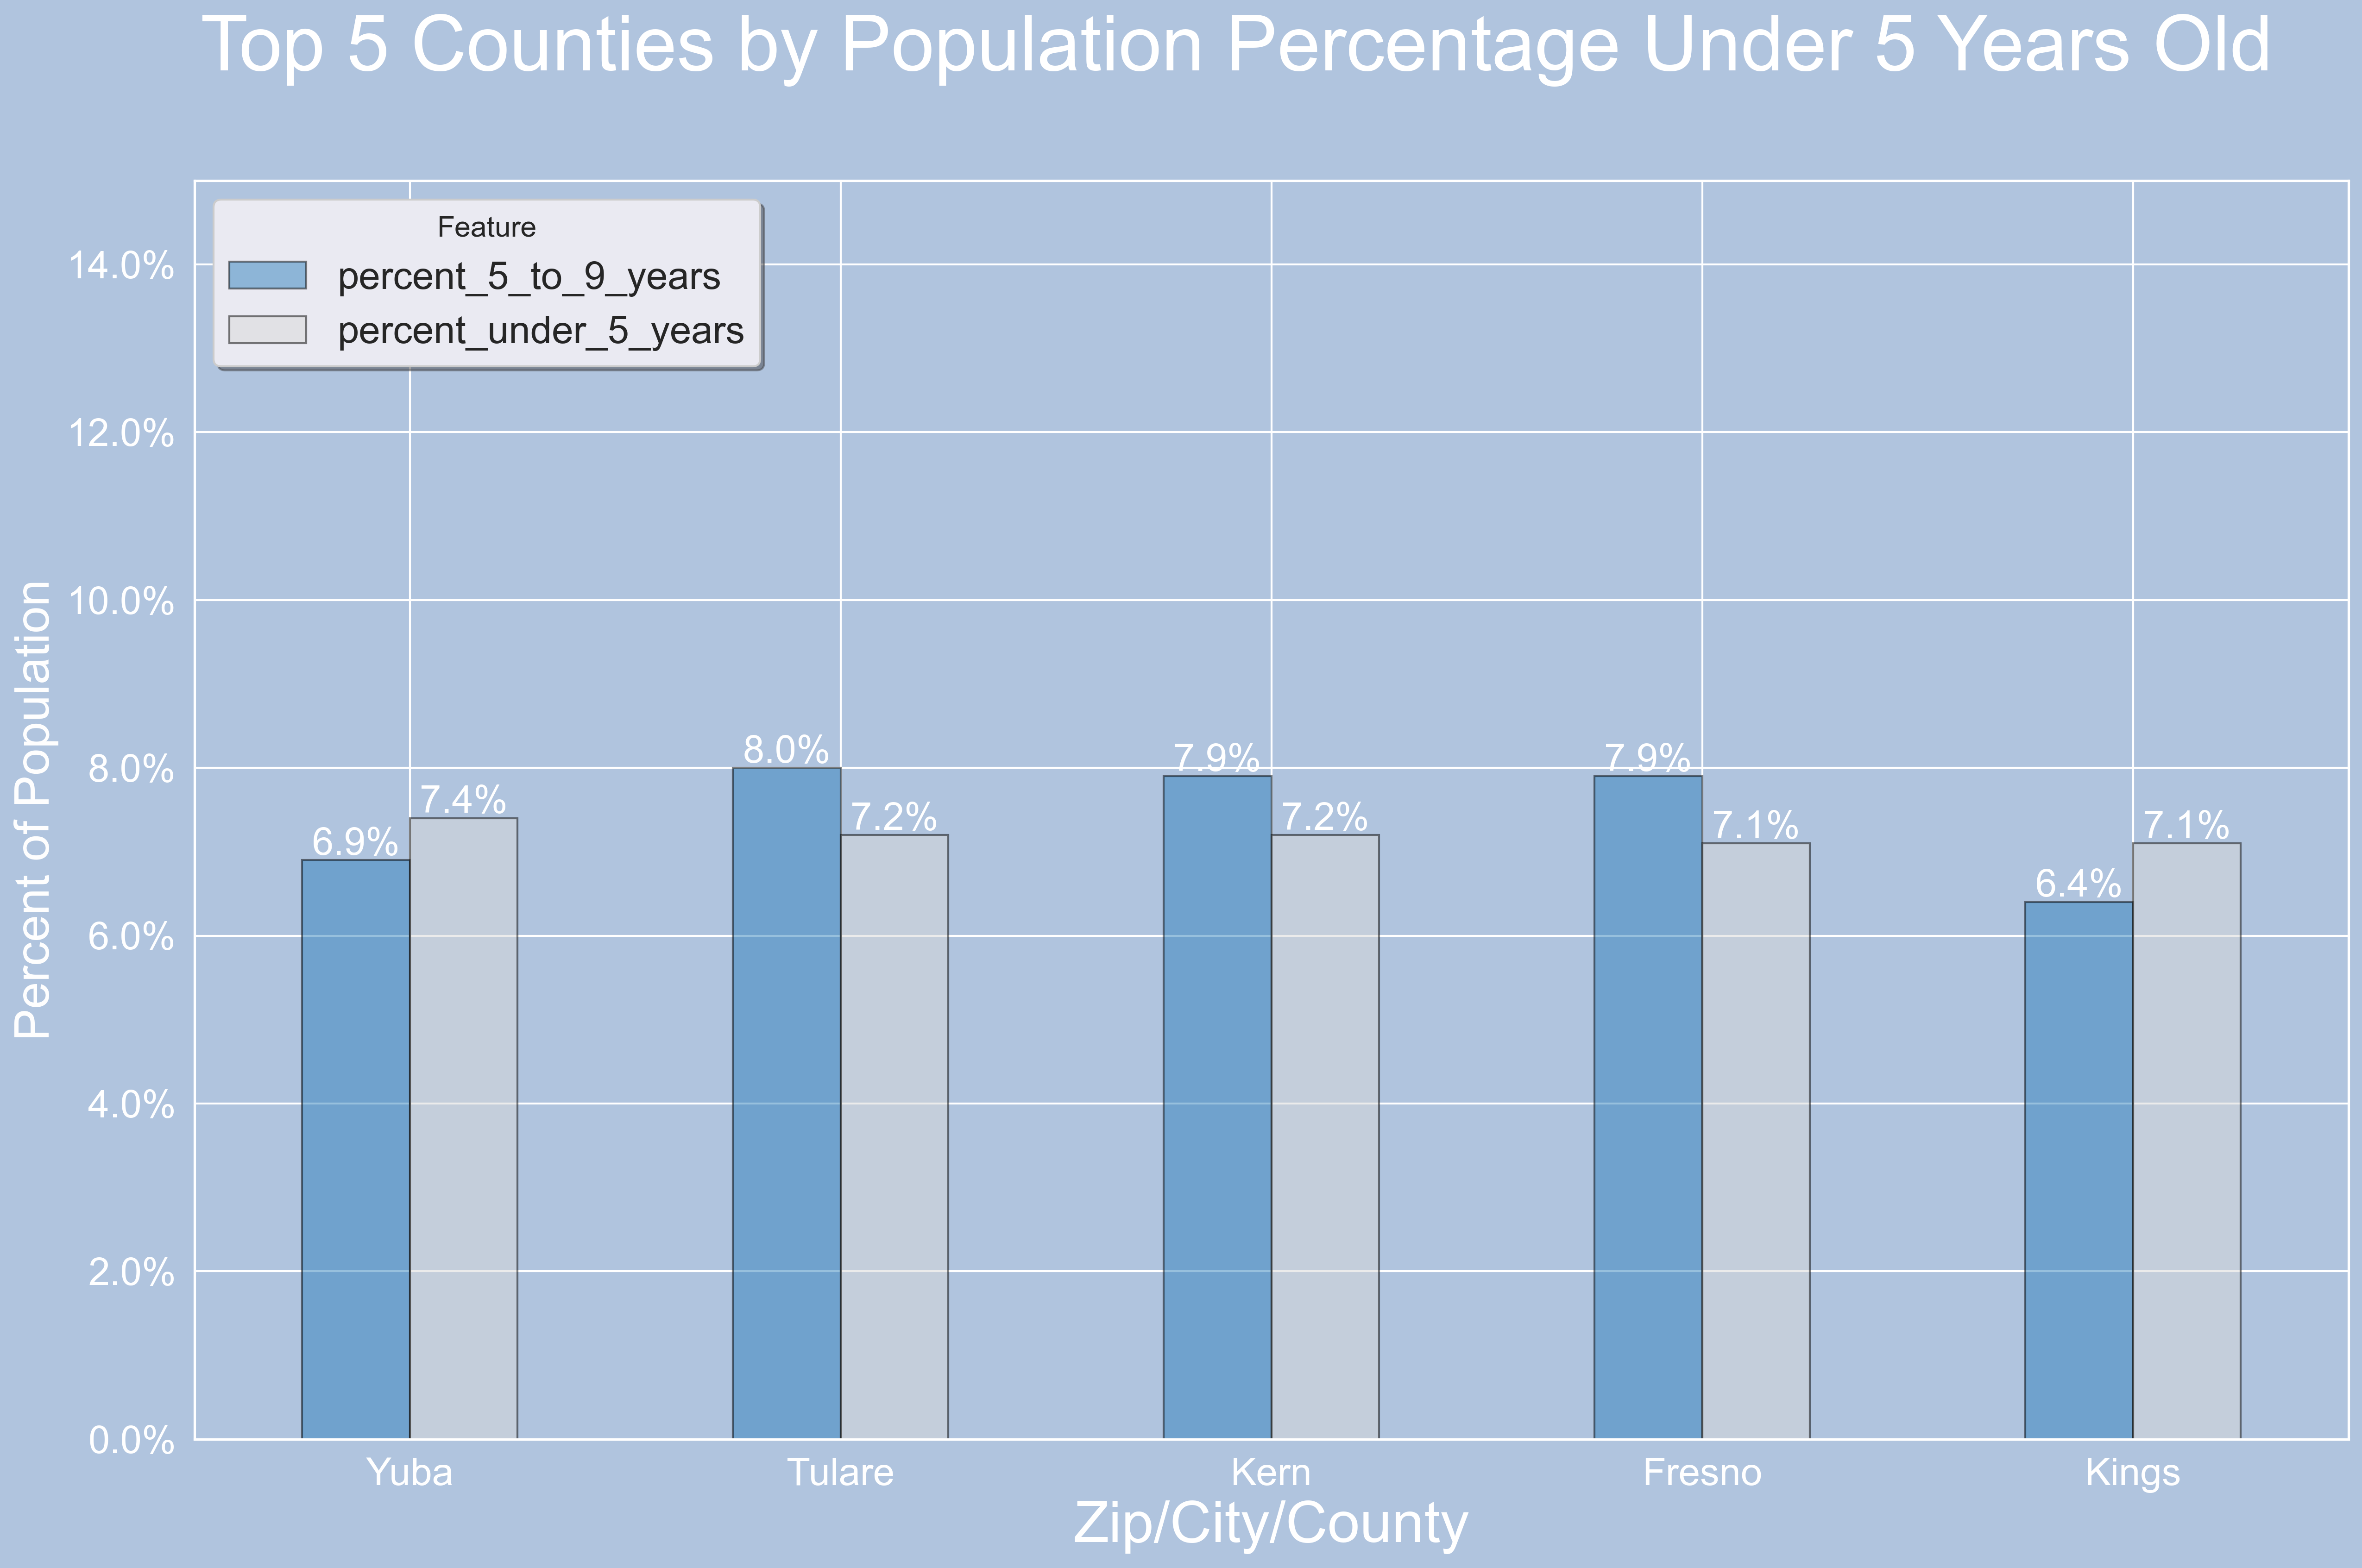 Top 5 Counties by Population Percentage Under 5 Years Old
Feature
percent_5_to_9_years
percent_under_5_years
Percent of Population
14.0%
12.0%
10.0%
8.0%
6.0%
4.0%
2.0%
0.0%
6.9%
7.4%
8.0%
7.2%
7.9%
7.2%
7.9%
7.1%
6.4%
7.1%
Yuba
Tulare
Kern
Fresno
Kings
Zip/City/County